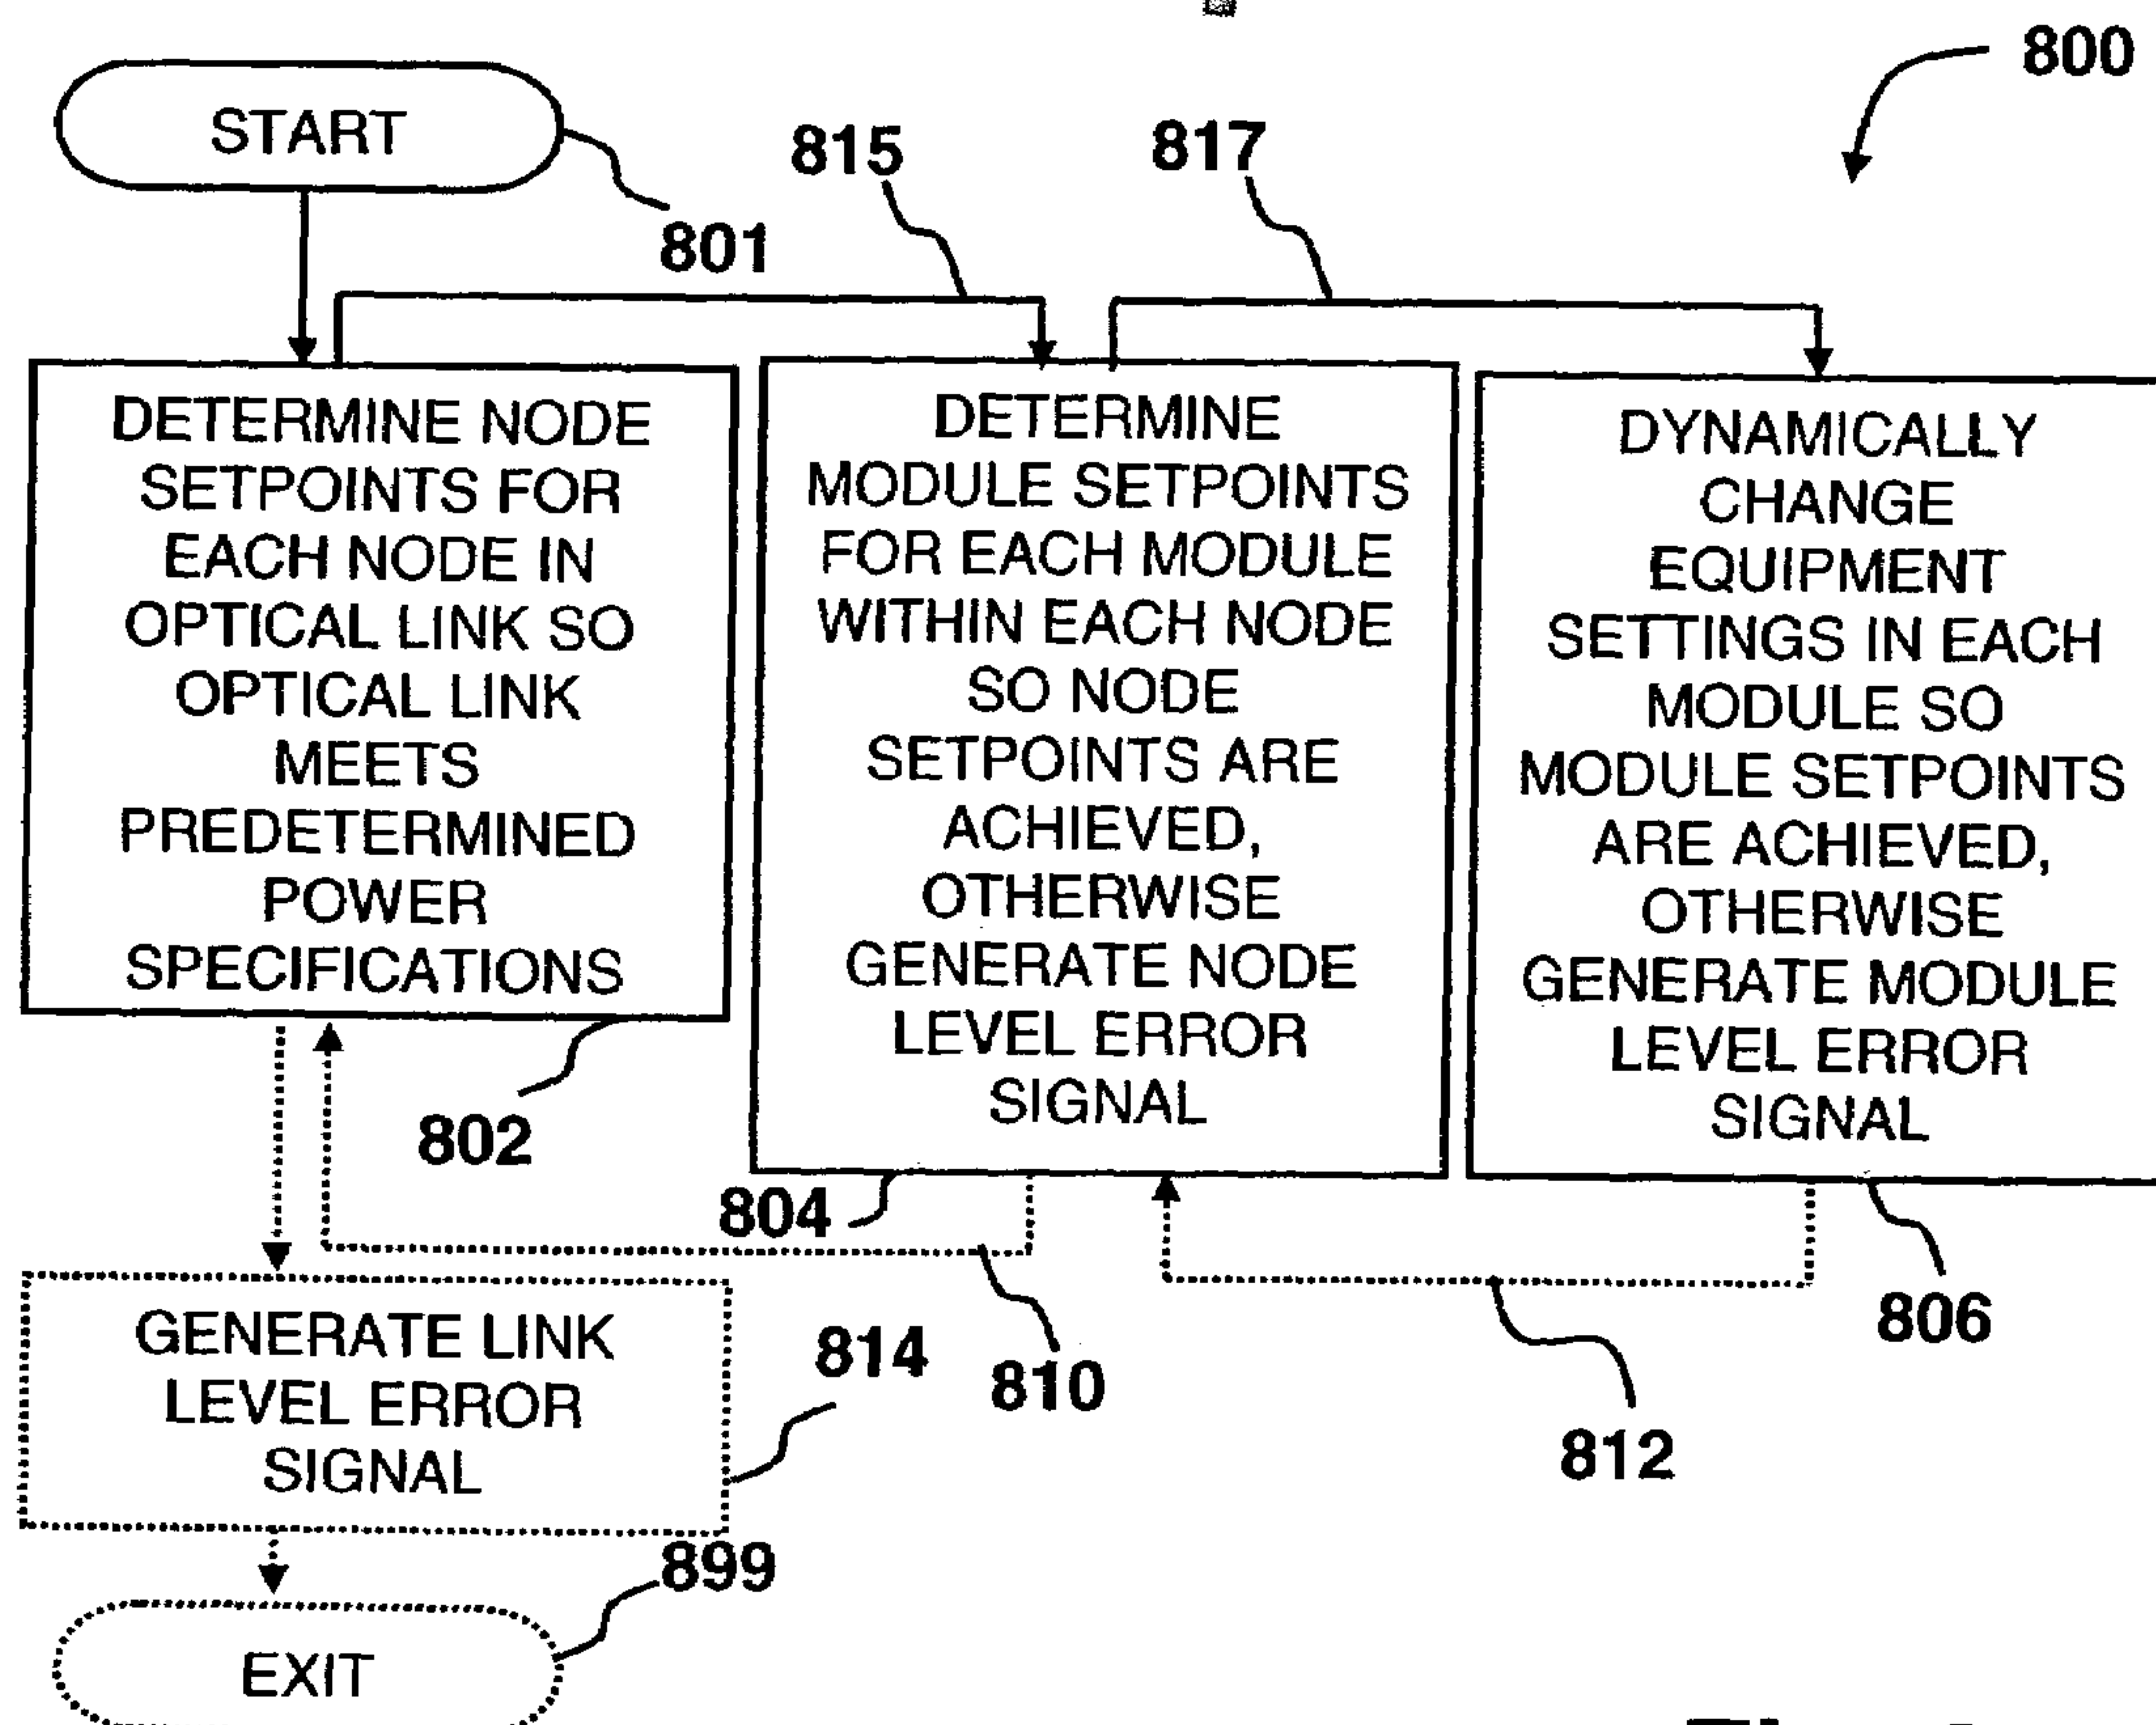 800
START
815
817
801
DETERMINE NODE
SETPOINTS FOR
EACH NODE IN
OPTICAL LINK SO
OPTICAL LINK
MEETS
PREDETERMINED
POWER
SPECIFICATIONS
DETERMINE
MODULE SETPOINTS
FOR EACH MODULE
WITHIN EACH NODE
SO NODE
SETPOINTS ARE
ACHIEVED,
OTHERWISE
GENERATE NODE
LEVEL ERROR
SIGNAL
DYNAMICALLY
CHANGE
EQUIPMENT
SETTINGS IN EACH
MODULE SO
MODULE SETPOINTS
ARE ACHIEVED,
OTHERWISE
GENERATE MODULE
LEVEL ERROR
SIGNAL
802
804
806
GENERATE LINK
LEVEL ERROR
SIGNAL
814
810
812
899
EXIT